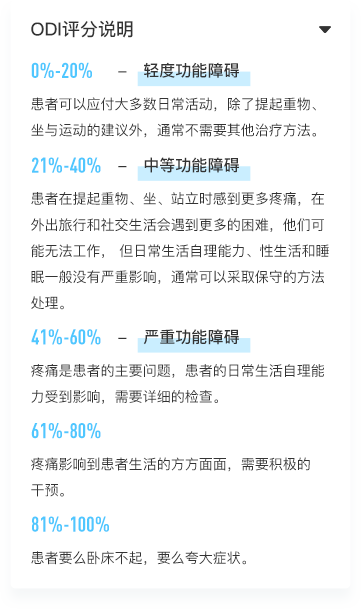 ODI评分说明
0%-20% – 轻度功能障碍
患者可以应付大多数日常活动，除了提起重物、
坐与运动的建议外，通常不需要其他治疗方法。
21%-40% – 中等功能障碍
患者在提起重物、坐、站立时感到更多疼痛，在
外出旅行和社交生活会遇到更多的困难，他们可
能无法工作， 但日常生活自理能力、性生活和睡
眠一般没有严重影响，通常可以采取保守的方法
处理。
41%-60% – 严重功能障碍
疼痛是患者的主要问题，患者的日常生活自理能
力受到影响，需要详细的检查。
61%-80%
疼痛影响到患者生活的方方面面，需要积极的
干预。
81%-100%
患者要么卧床不起，要么夸大症状。